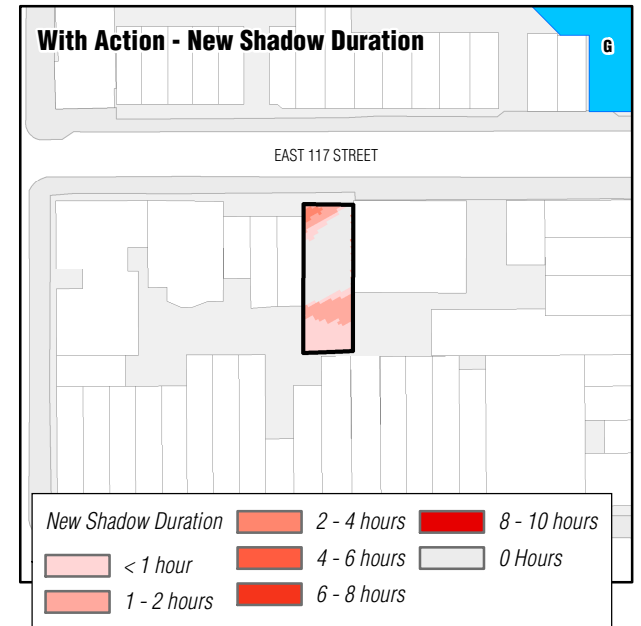 With Action - New Shadow Duration
G
EAST 117 STREET
New Shadow Duration
< 1 hour
1 - 2 hours
2 - 4 hours
4 - 6 hours
6 - 8 hours
8 - 10 hours
0 Hours